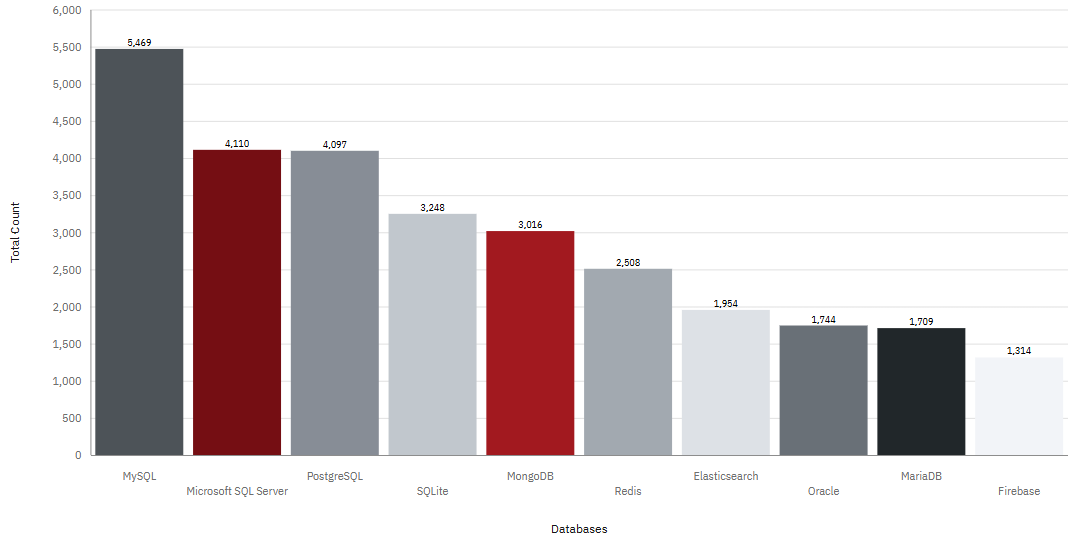 6,000
5,500
5,000
4,500
4,000
3,500
3,000
2,500
2,000
1,500
1,000
500
0
Total Count
5,469
4,110
4,097
3,248
3,016
2,508
1,954
1,744
1,709
1,314
MySQL
Microsoft SQL Server
PostgreSQL
SQLite
MongoDB
Redis
Elasticsearch
Oracle
MariaDB
Firebase
Databases